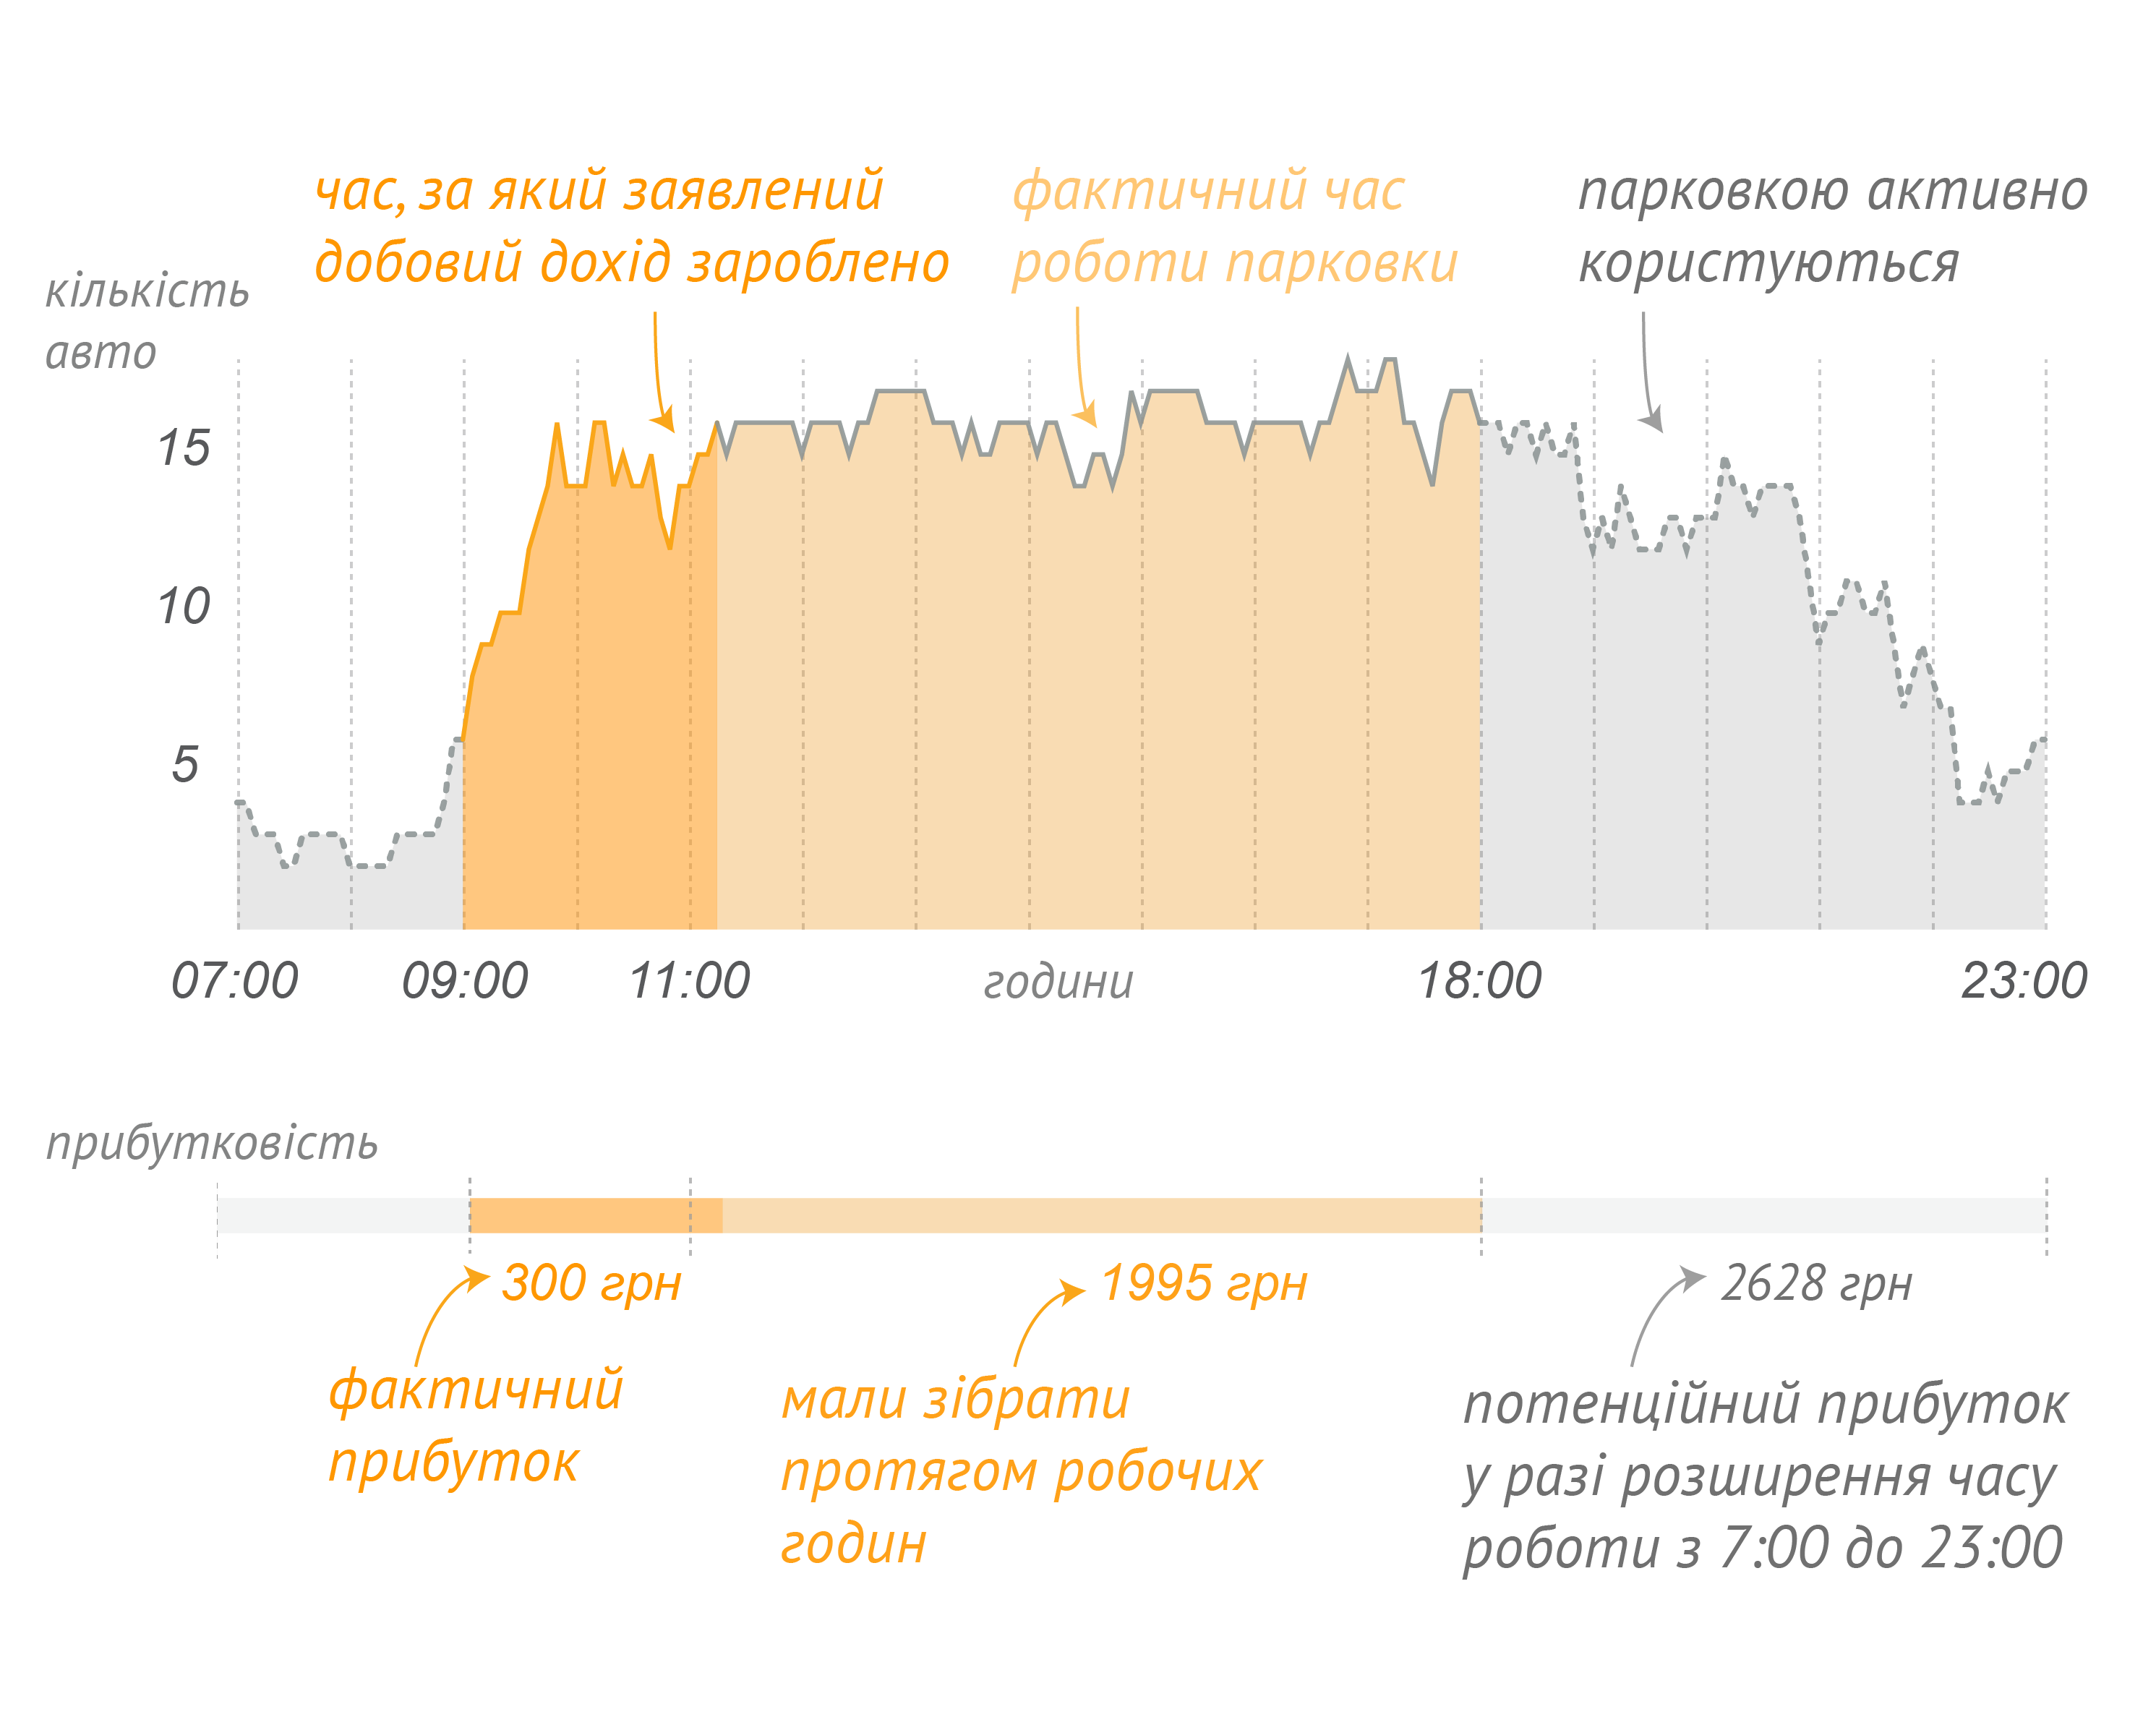 час, за який заявлений
добовий дохід зароблено
фактичний час
роботи парковки
парковкою активно
користуються
кількість
авто
15
10
5
07:00
09:00
11:00
години
18:00
23:00
прибутковість
300 грн
1995 грн
2628 грн
фактичний
прибуток
мали зібрати
протягом робочих
годин
потенційний прибуток
у разі розширення часу
роботи з 7:00 до 23:00